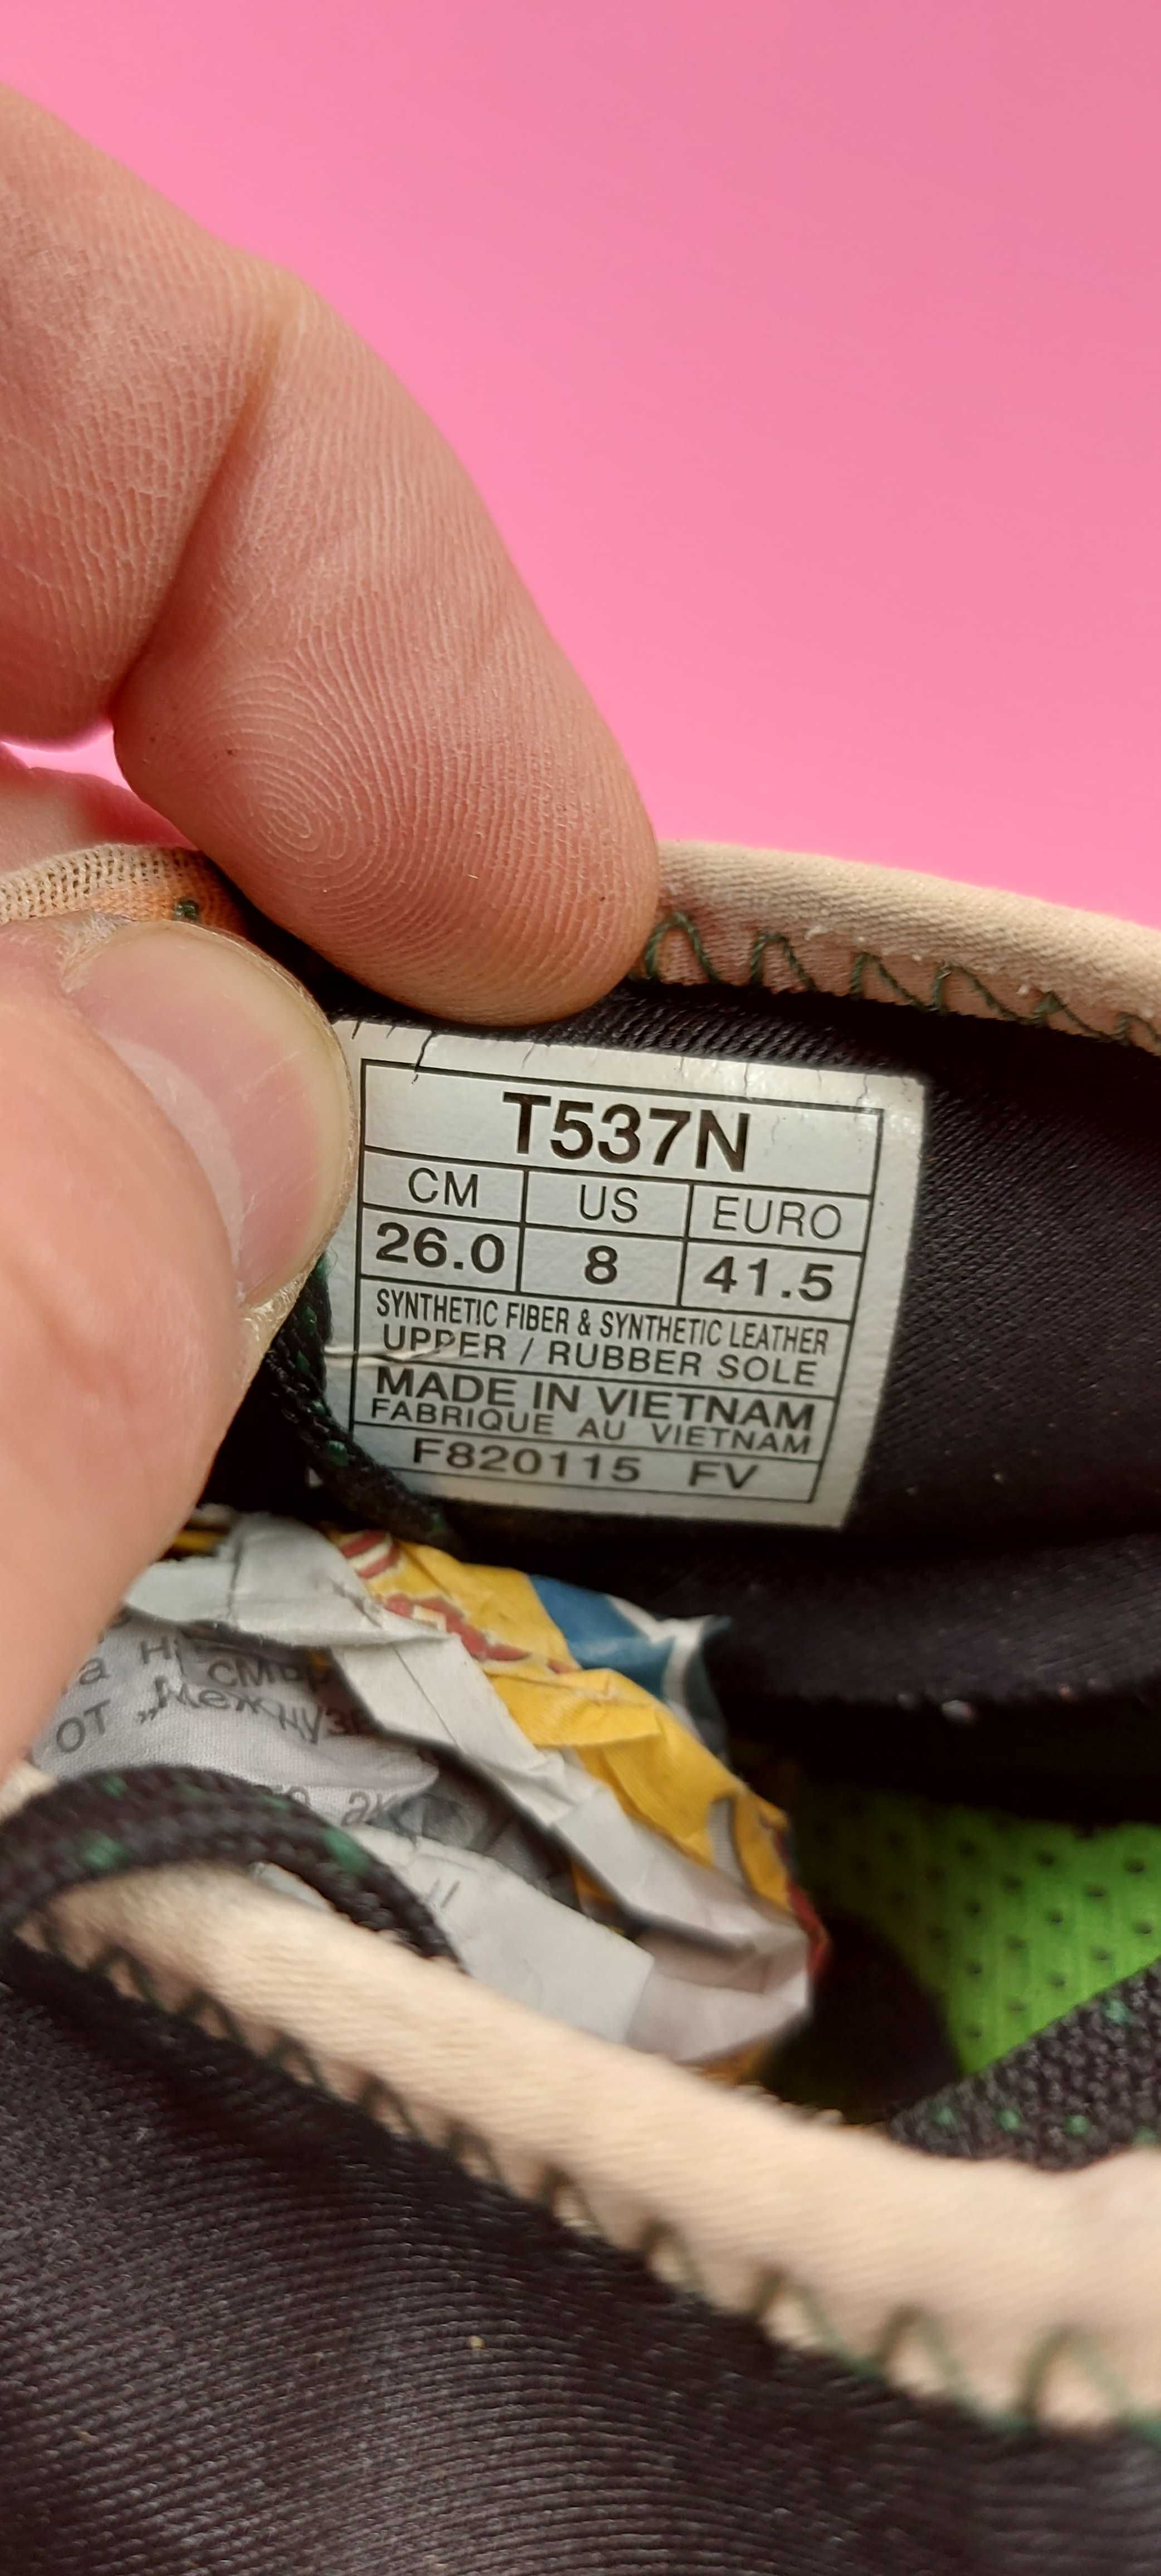 T537N
CM US EURO
26.0 8 41.5
SYNTHETIC FIBER & SYNTHETIC LEATHER
UPPER / RUBBER SOLE
MADE IN VIETNAM
FABRIQUE AU VIETNAM
F820115 FV
от